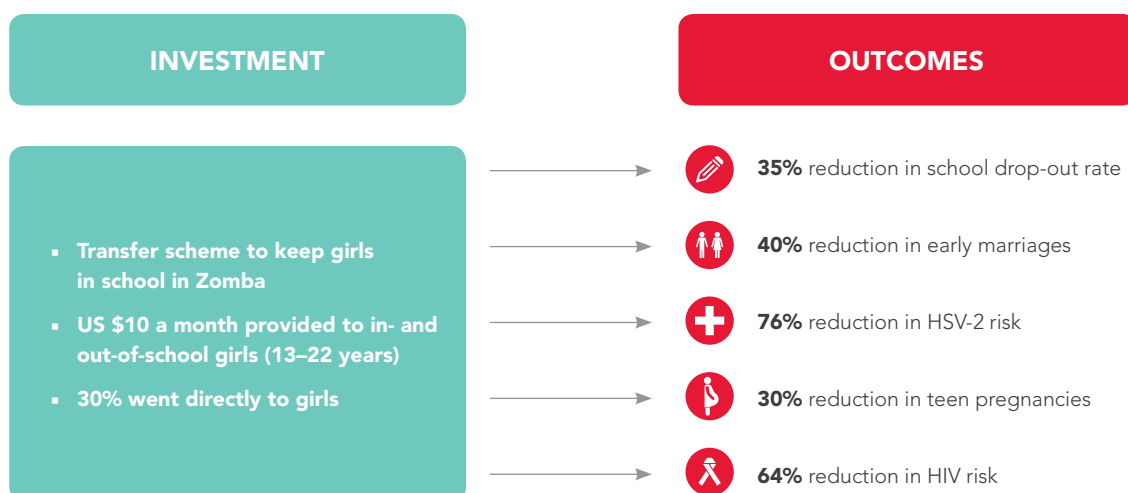 INVESTMENT
OUTCOMES
▪ Transfer scheme to keep girls
in school in Zomba
▪ US $10 a month provided to in- and
out-of-school girls (13–22 years)
▪ 30% went directly to girls
35% reduction in school drop-out rate
40% reduction in early marriages
76% reduction in HSV-2 risk
30% reduction in teen pregnancies
64% reduction in HIV risk